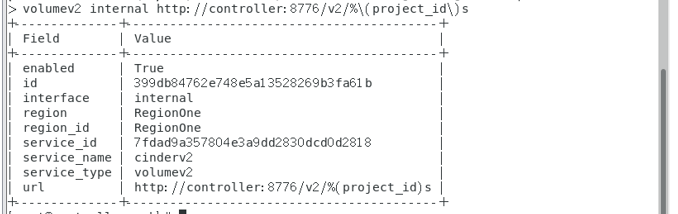 > volumev2 internal http://controller:8776/v2/%\(project_id\)s
+--------------+------------------------------------------+
| Field | Value |
+--------------+------------------------------------------+
| enabled | True |
| id | 399db84762e748e5a13528269b3fa61b |
| interface | internal |
| region | RegionOne |
| region_id | RegionOne |
| service_id | 7fdad9a357804e3a9dd2830dcd0d2818 |
| service_name | cinderv2 |
| service_type | volumev2 |
| url | http://controller:8776/v2/%(project_id)s |
+--------------+------------------------------------------+